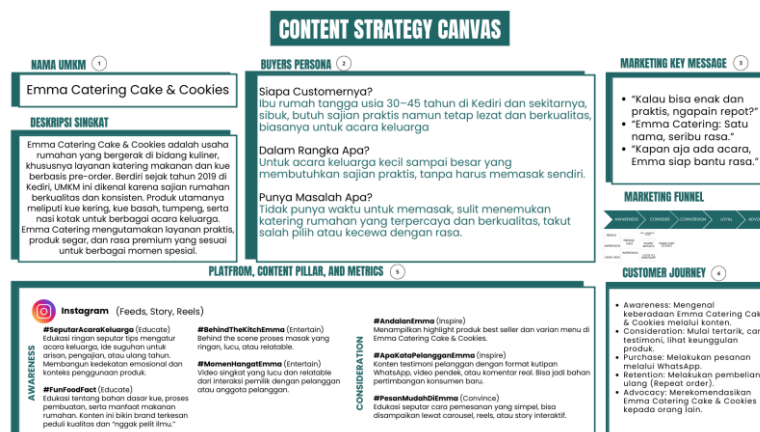 CONTENT STRATEGY CANVAS
NAMA UMKM 1
Emma Catering Cake & Cookies
DESKRIPSI SINGKAT
Emma Catering Cake & Cookies adalah usaha
rumahan yang bergerak di bidang kuliner,
khususnya layanan katering makanan dan kue
berbasis pre-order. Berdiri sejak tahun 2019 di
Kediri, UMKM ini dikenal karena sajian rumahan
berkualitas dan konsisten. Produk utamanya
meliputi kue kering, kue basah, tumpeng, serta
nasi kotak untuk berbagai acara keluarga.
Emma Catering mengutamakan layanan praktis,
produk segar, dan rasa premium yang sesuai
untuk berbagai momen spesial.
BUYERS PERSONA 2
Siapa Customernya?
Ibu rumah tangga usia 30–45 tahun di Kediri dan sekitarnya,
sibuk, butuh sajian praktis namun tetap lezat dan berkualitas,
biasanya untuk acara keluarga
Dalam Rangka Apa?
Untuk acara keluarga kecil sampai besar yang
membutuhkan sajian praktis, tanpa harus memasak sendiri.
Punya Masalah Apa?
Tidak punya waktu untuk memasak, sulit menemukan
katering rumahan yang terpercaya dan berkualitas, takut
salah pilih atau kecewa dengan rasa.
MARKETING KEY MESSAGE 3
• “Kalau bisa enak dan
praktis, ngapain repot?”
• “Emma Catering: Satu
nama, seribu rasa.”
• “Kapan aja ada acara,
Emma siap bantu rasa.”
MARKETING FUNNEL
AWARENESS CONSIDER CONVERSION LOYAL ADVO
CUSTOMER JOURNEY 4
• Awareness: Mengenal
keberadaan Emma Catering Cak
& Cookies melalui konten.
• Consideration: Mulai tertarik, car
testimoni, lihat keunggulan
produk.
• Purchase: Melakukan pesanan
melalui WhatsApp.
• Retention: Melakukan pembelian
ulang (Repeat order).
• Advocacy: Merekomendasikan
Emma Catering Cake & Cookies
kepada orang lain.
PLATFROM, CONTENT PILLAR, AND METRICS 5
Instagram (Feeds, Story, Reels)
AWARENESS
#SeputarAcaraKeluarga (Educate)
Edukasi ringan seputar tips mengatur
acara keluarga, ide suguhan untuk
arisan, pengajian, atau ulang tahun.
Membangun kedekatan emosional dan
konteks penggunaan produk.
#FunFoodFact (Educate)
Edukasi tentang bahan dasar kue, proses
pembuatan, serta manfaat makanan
rumahan. Konten ini bikin brand terkesan
peduli kualitas dan “nggak pelit ilmu.”
#BehindTheKitchEmma (Entertain)
Behind the scene proses masak yang
ringan, lucu, atau relatable.
#MomenHangatEmma (Entertain)
Video singkat yang lucu dan relatable
dari interaksi pemilik dengan pelanggan
atau anggota pelanggan.
CONSIDERATION
#AndalanEmma (Inspire)
Menampilkan highlight produk best seller dan varian menu di
Emma Catering Cake & Cookies.
#ApaKataPelangganEmma (Inspire)
Konten testimoni pelanggan dengan format kutipan
WhatsApp, video pendek, atau komentar real. Bisa jadi bahan
pertimbangan konsumen baru.
#PesanMudahDiEmma (Convince)
Edukasi seputar cara pemesanan yang simpel, bisa
disampaikan lewat carousel, reels, atau story interaktif.